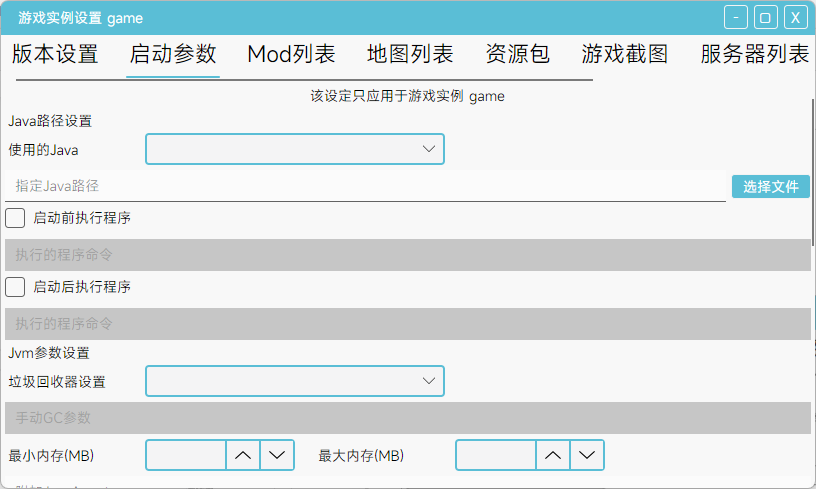 游戏实例设置 game
版本设置 启动参数 Mod列表 地图列表 资源包 游戏截图 服务器列表
该设定只应用于游戏实例 game
Java路径设置
使用的Java
指定Java路径 选择文件
启动前执行程序
执行的程序命令
启动后执行程序
执行的程序命令
Jvm参数设置
垃圾回收器设置
手动GC参数
最小内存(MB) 最大内存(MB)